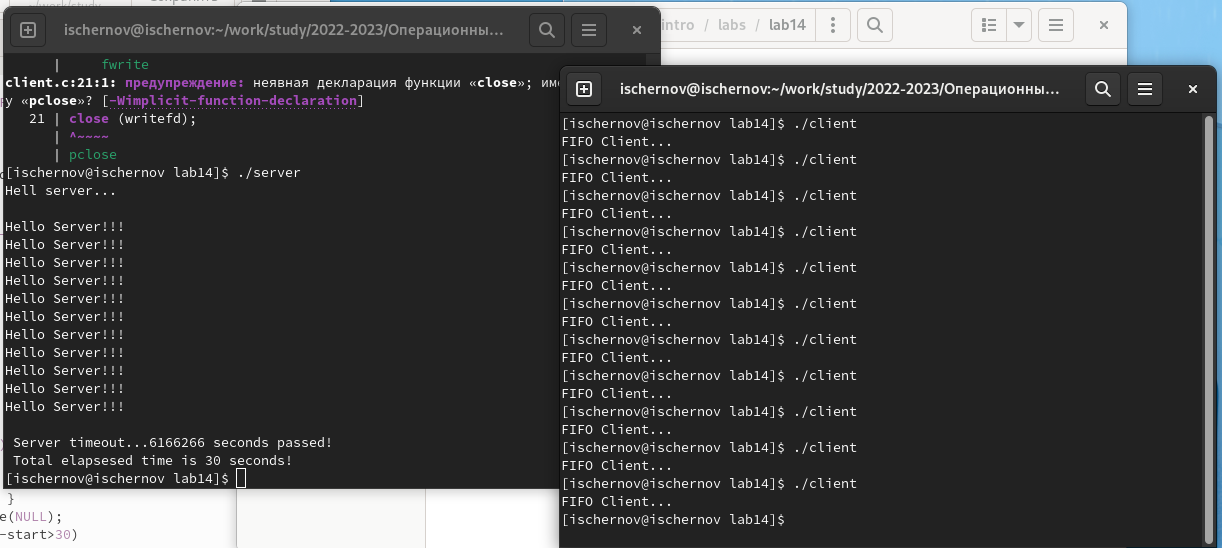 ischernov@ischernov:~/work/study/2022-2023/Операционны...
| fwrite
client.c:21:1: предупреждение: неявная декларация функции «close»; им
у «pclose»? [-Wimplicit-function-declaration]
21 | close (writefd);
| ^~~~~
| pclose
[ischernov@ischernov lab14]$ ./server
Hell server...
Hello Server!!!
Hello Server!!!
Hello Server!!!
Hello Server!!!
Hello Server!!!
Hello Server!!!
Hello Server!!!
Hello Server!!!
Hello Server!!!
Hello Server!!!
Hello Server!!!
Server timeout...6166266 seconds passed!
Total elapsesed time is 30 seconds!
[ischernov@ischernov lab14]$
}
e(NULL);
-start>30)
intro / labs / lab14
ischernov@ischernov:~/work/study/2022-2023/Операционны...
[ischernov@ischernov lab14]$ ./client
FIFO Client...
[ischernov@ischernov lab14]$ ./client
FIFO Client...
[ischernov@ischernov lab14]$ ./client
FIFO Client...
[ischernov@ischernov lab14]$ ./client
FIFO Client...
[ischernov@ischernov lab14]$ ./client
FIFO Client...
[ischernov@ischernov lab14]$ ./client
FIFO Client...
[ischernov@ischernov lab14]$ ./client
FIFO Client...
[ischernov@ischernov lab14]$ ./client
FIFO Client...
[ischernov@ischernov lab14]$ ./client
FIFO Client...
[ischernov@ischernov lab14]$ ./client
FIFO Client...
[ischernov@ischernov lab14]$ ./client
FIFO Client...
[ischernov@ischernov lab14]$